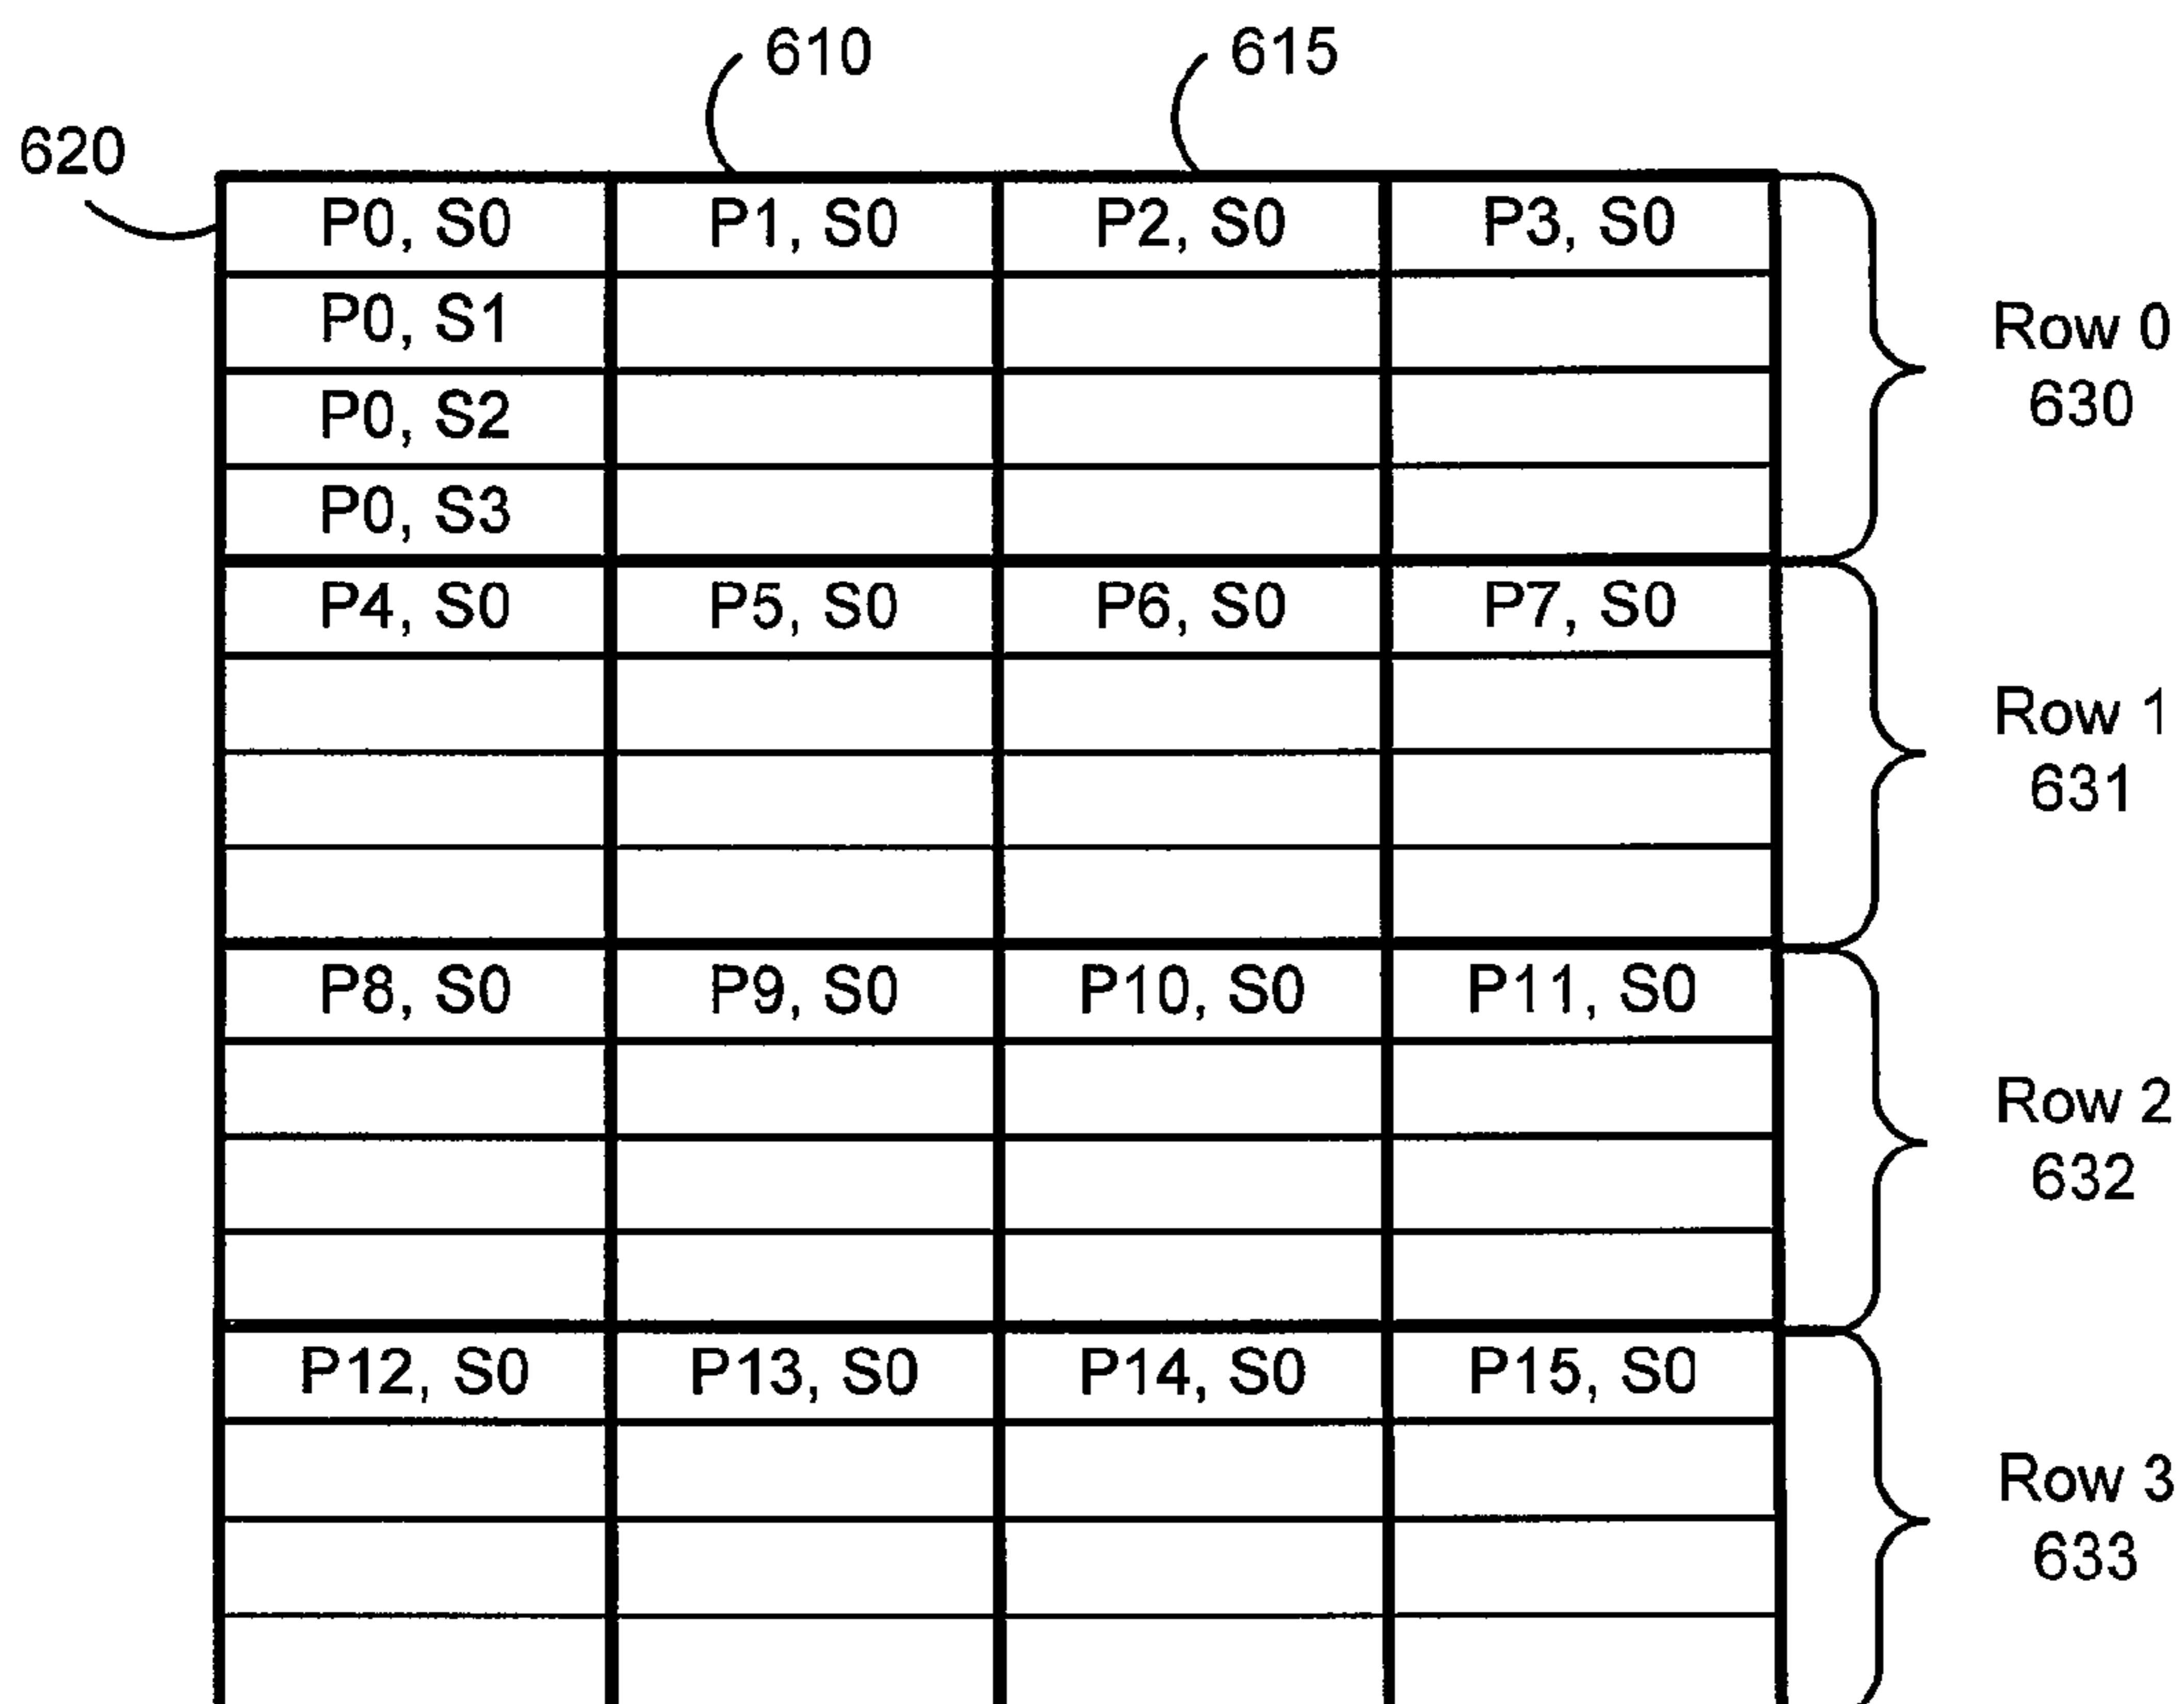 610 615
620
P0, S0 P1, S0 P2, S0 P3, S0
P0, S1
P0, S2
P0, S3
Row 0
630
P4, S0 P5, S0 P6, S0 P7, S0
Row 1
631
P8, S0 P9, S0 P10, S0 P11, S0
Row 2
632
P12, S0 P13, S0 P14, S0 P15, S0
Row 3
633